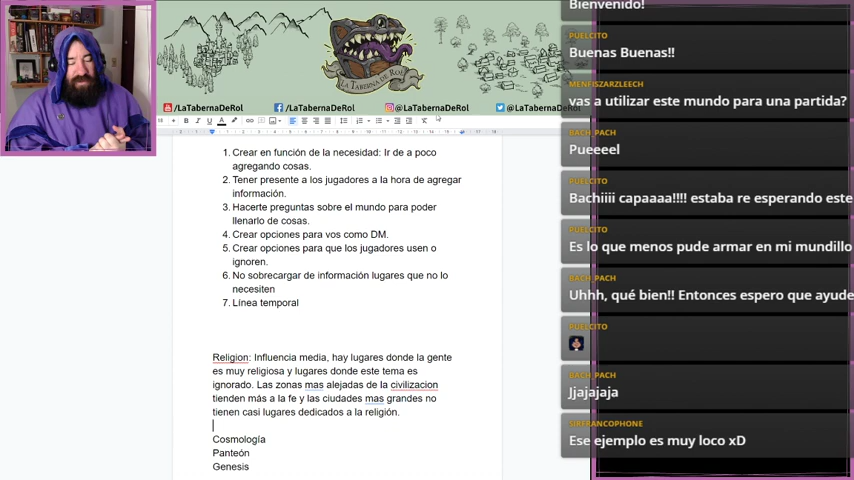 LA TABERNA DE ROL
/LaTabernaDeRol
/LaTabernaDeRol
@LaTabernaDeRol
@LaTabernaDeRol
1. Crear en función de la necesidad: Ir de a poco
agregando cosas.
2. Tener presente a los jugadores a la hora de agregar
información.
3. Hacerte preguntas sobre el mundo para poder
llenarlo de cosas.
4. Crear opciones para vos como DM.
5. Crear opciones para que los jugadores usen o
ignoren.
6. No sobrecargar de información lugares que no lo
necesiten
7. Línea temporal
Religion: Influencia media, hay lugares donde la gente
es muy religiosa y lugares donde este tema es
ignorado. Las zonas mas alejadas de la civilizacion
tienden más a la fe y las ciudades mas grandes no
tienen casi lugares dedicados a la religión.
Cosmología
Panteón
Genesis
Bienvenido!
PUELCITO
Buenas Buenas!!
MENFISZARZLEECH
vas a utilizar este mundo para una partida?
BACH_PACH
Pueeeel
PUELCITO
Bachiiii capaaaa!!!! estaba re esperando este
PUELCITO
Es lo que menos pude armar en mi mundillo
BACH_PACH
Uhhh, qué bien!! Entonces espero que ayude
PUELCITO
BACH_PACH
Jjajajaja
SIRFRANCOPHONE
Ese ejemplo es muy loco xD